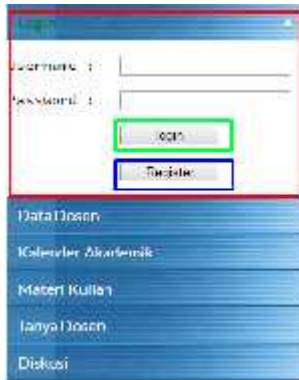 Login
Username :
Password :
login
Register
Data Dosen
Kalender Akademik
Materi Kuliah
Tanya Dosen
Diskusi